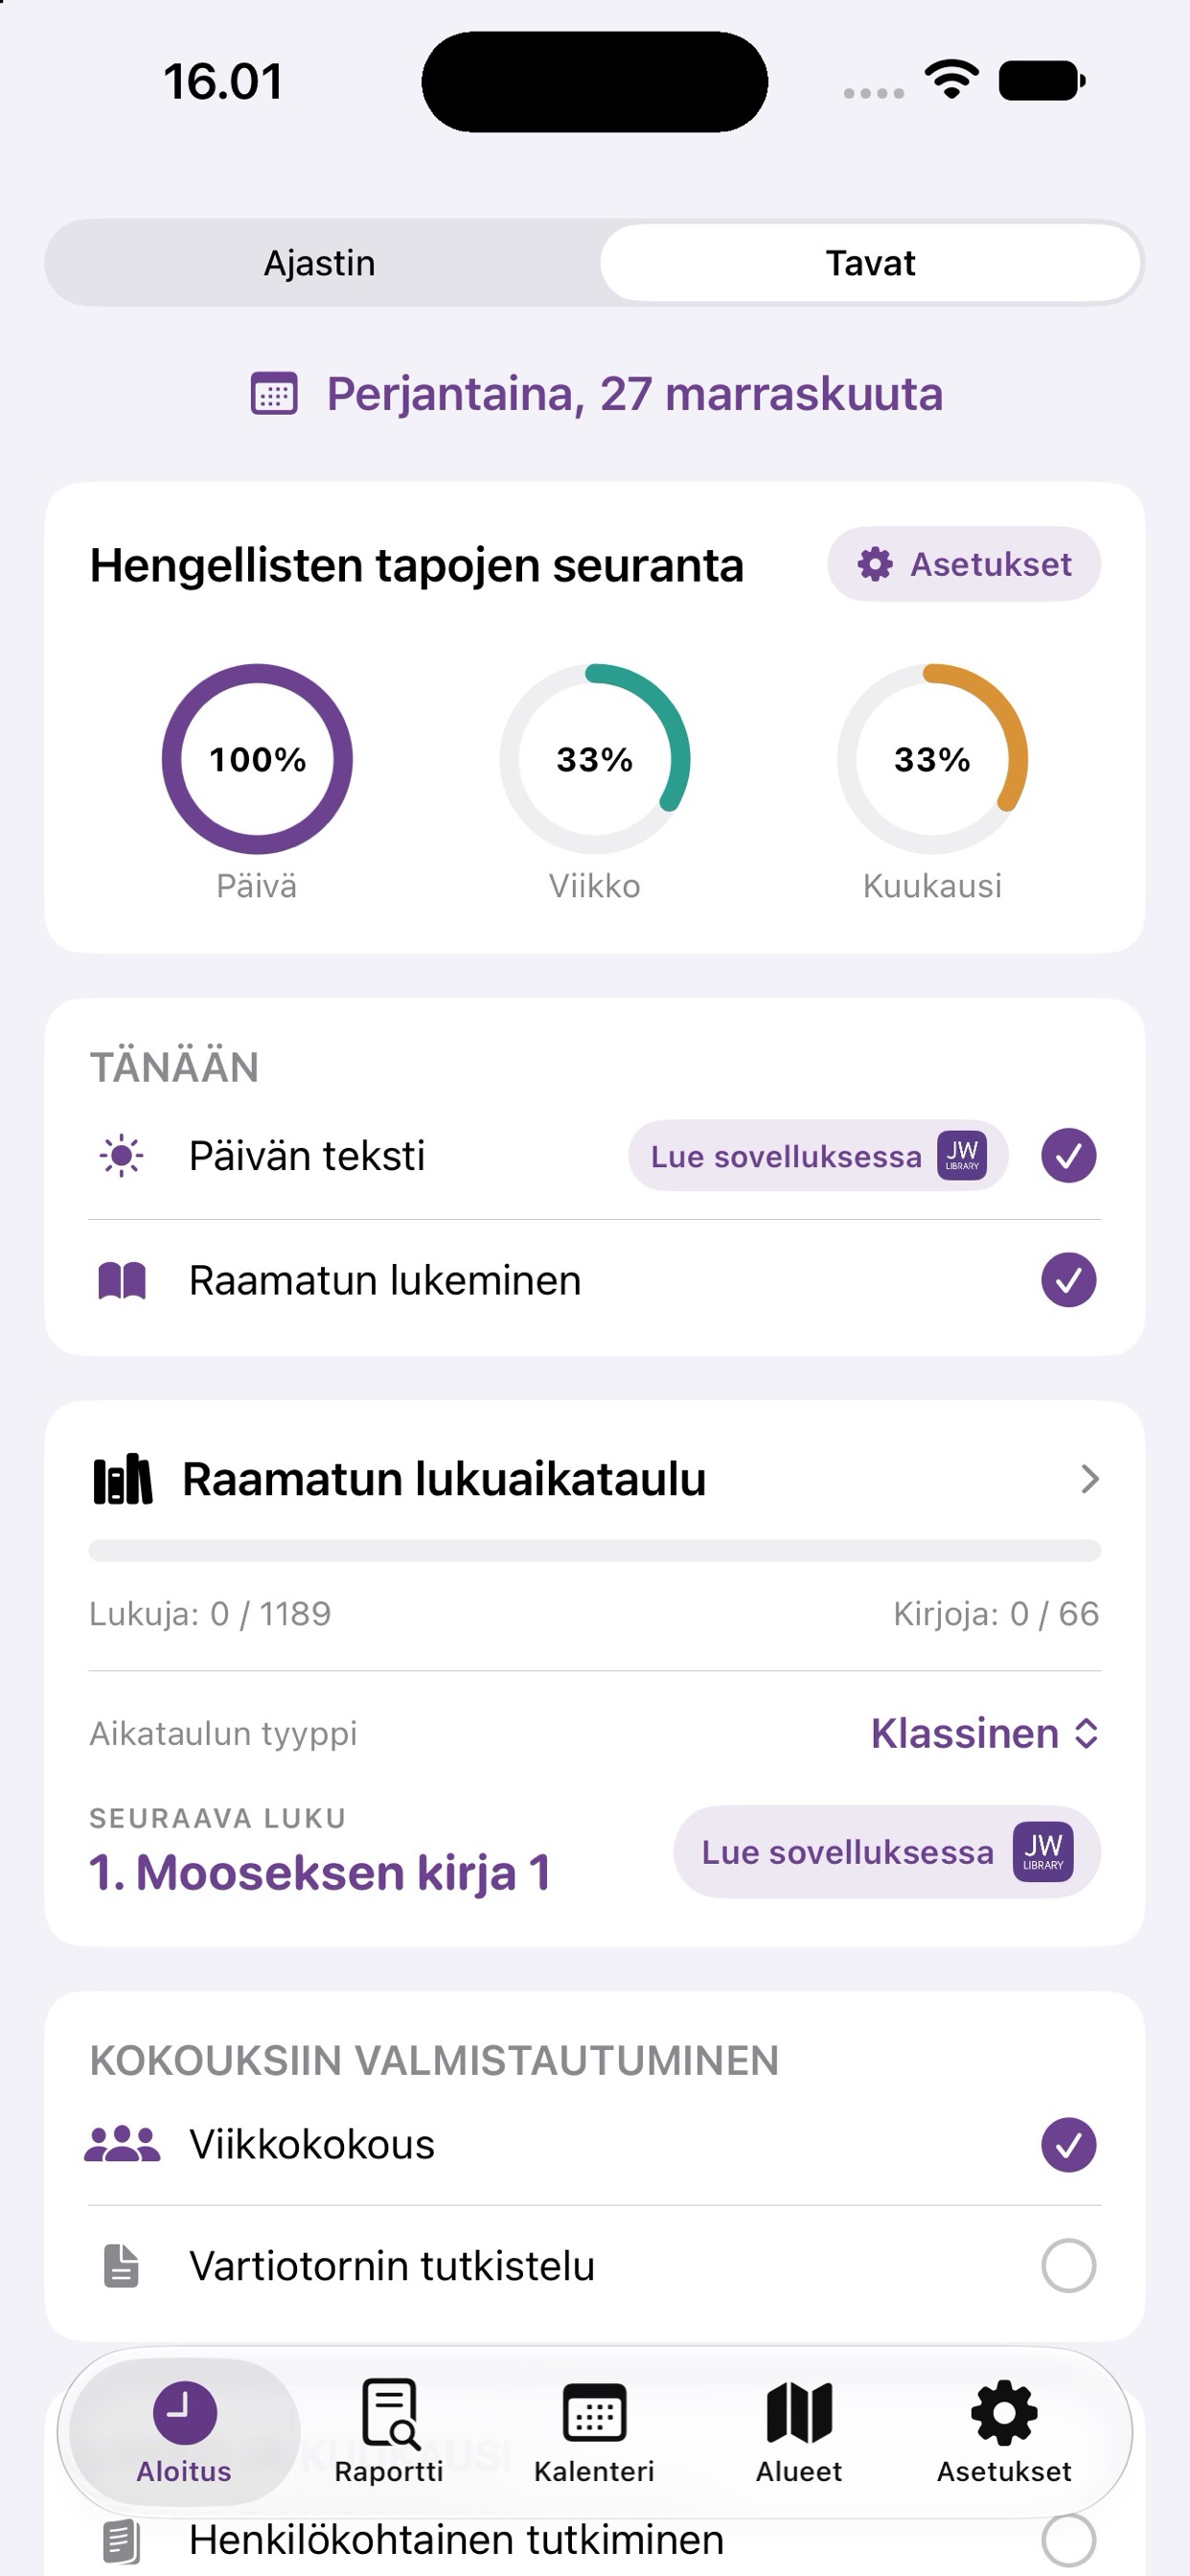 16.01
Ajastin
Tavat
Perjantaina, 27 marraskuuta
Hengellisten tapojen seuranta
Asetukset
100%
33%
33%
Päivä
Viikko
Kuukausi
TÄNÄÄN
Päivän teksti
Lue sovelluksessa
JW
LIBRARY
Raamatun lukeminen
Raamatun lukuaikataulu
Lukuja: 0 / 1189
Kirjoja: 0 / 66
Aikataulun tyyppi
Klassinen
SEURAAVA LUKU
1. Mooseksen kirja 1
Lue sovelluksessa
JW
LIBRARY
KOKOUKSIIN VALMISTAUTUMINEN
Viikkokokous
Vartiotornin tutkistelu
Aloitus
Raportti
Kalenteri
Alueet
Asetukset
Henkilökohtainen tutkiminen